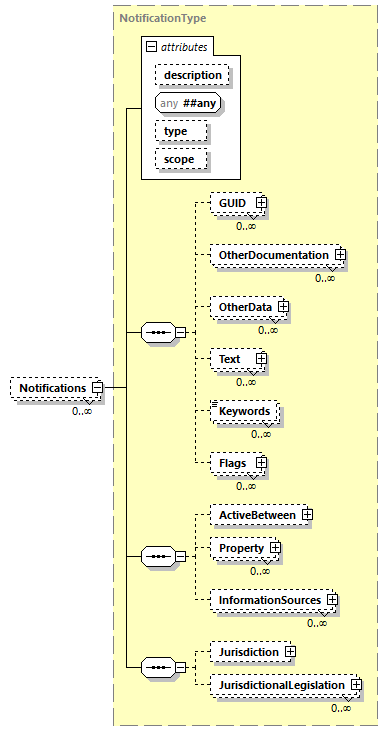 NotificationType
attributes
description
any ##any
type
scope
GUID
0..∞
OtherDocumentation
0..∞
OtherData
0..∞
Text
0..∞
Notifications
0..∞
Keywords
0..∞
Flags
0..∞
ActiveBetween
Property
0..∞
InformationSources
0..∞
Jurisdiction
JurisdictionalLegislation
0..∞